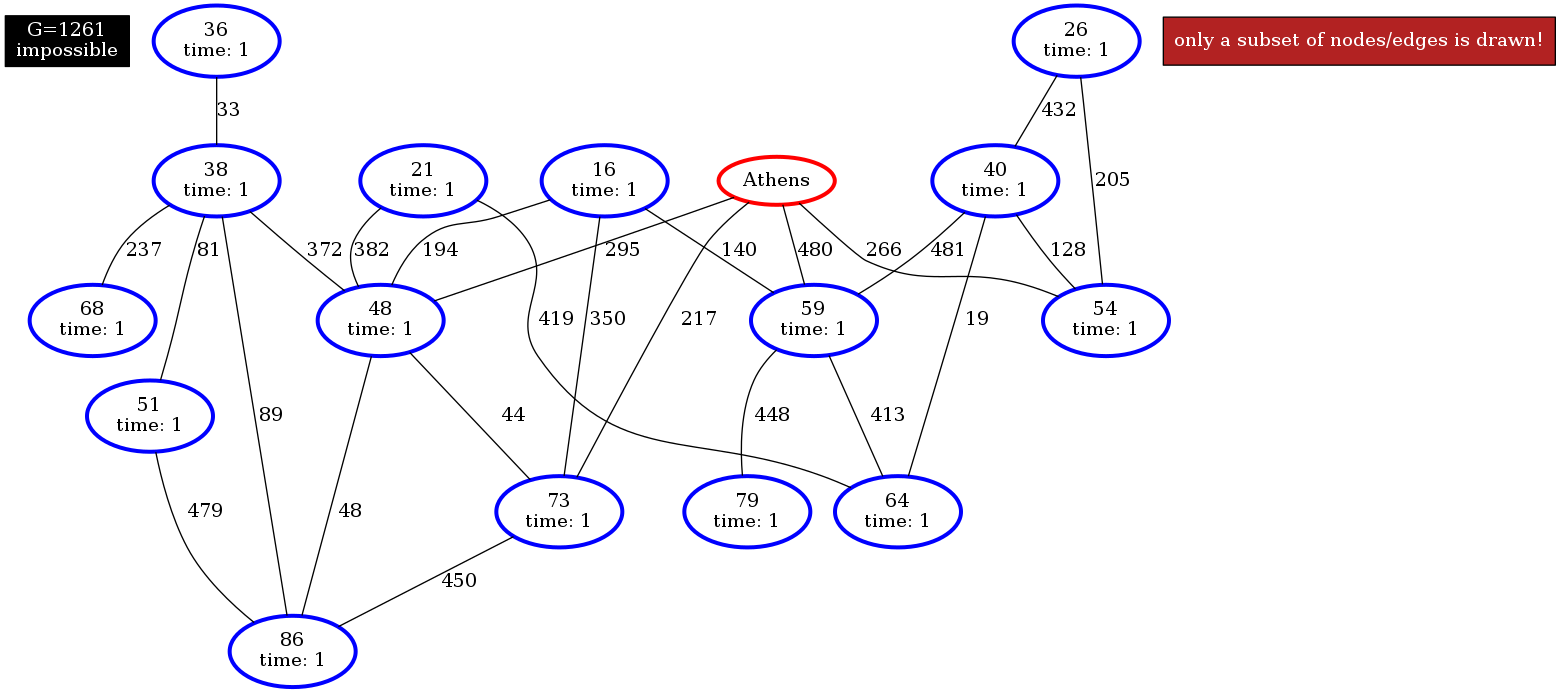 G=1261
impossible
36
time: 1
26
time: 1
only a subset of nodes/edges is drawn!
33
432
38
time: 1
21
time: 1
16
time: 1
Athens
40
time: 1
205
237
81
372
382
194
295
140
480
266
481
128
68
time: 1
48
time: 1
419
350
217
59
time: 1
19
54
time: 1
51
time: 1
89
44
448
413
479
48
73
time: 1
79
time: 1
64
time: 1
450
86
time: 1